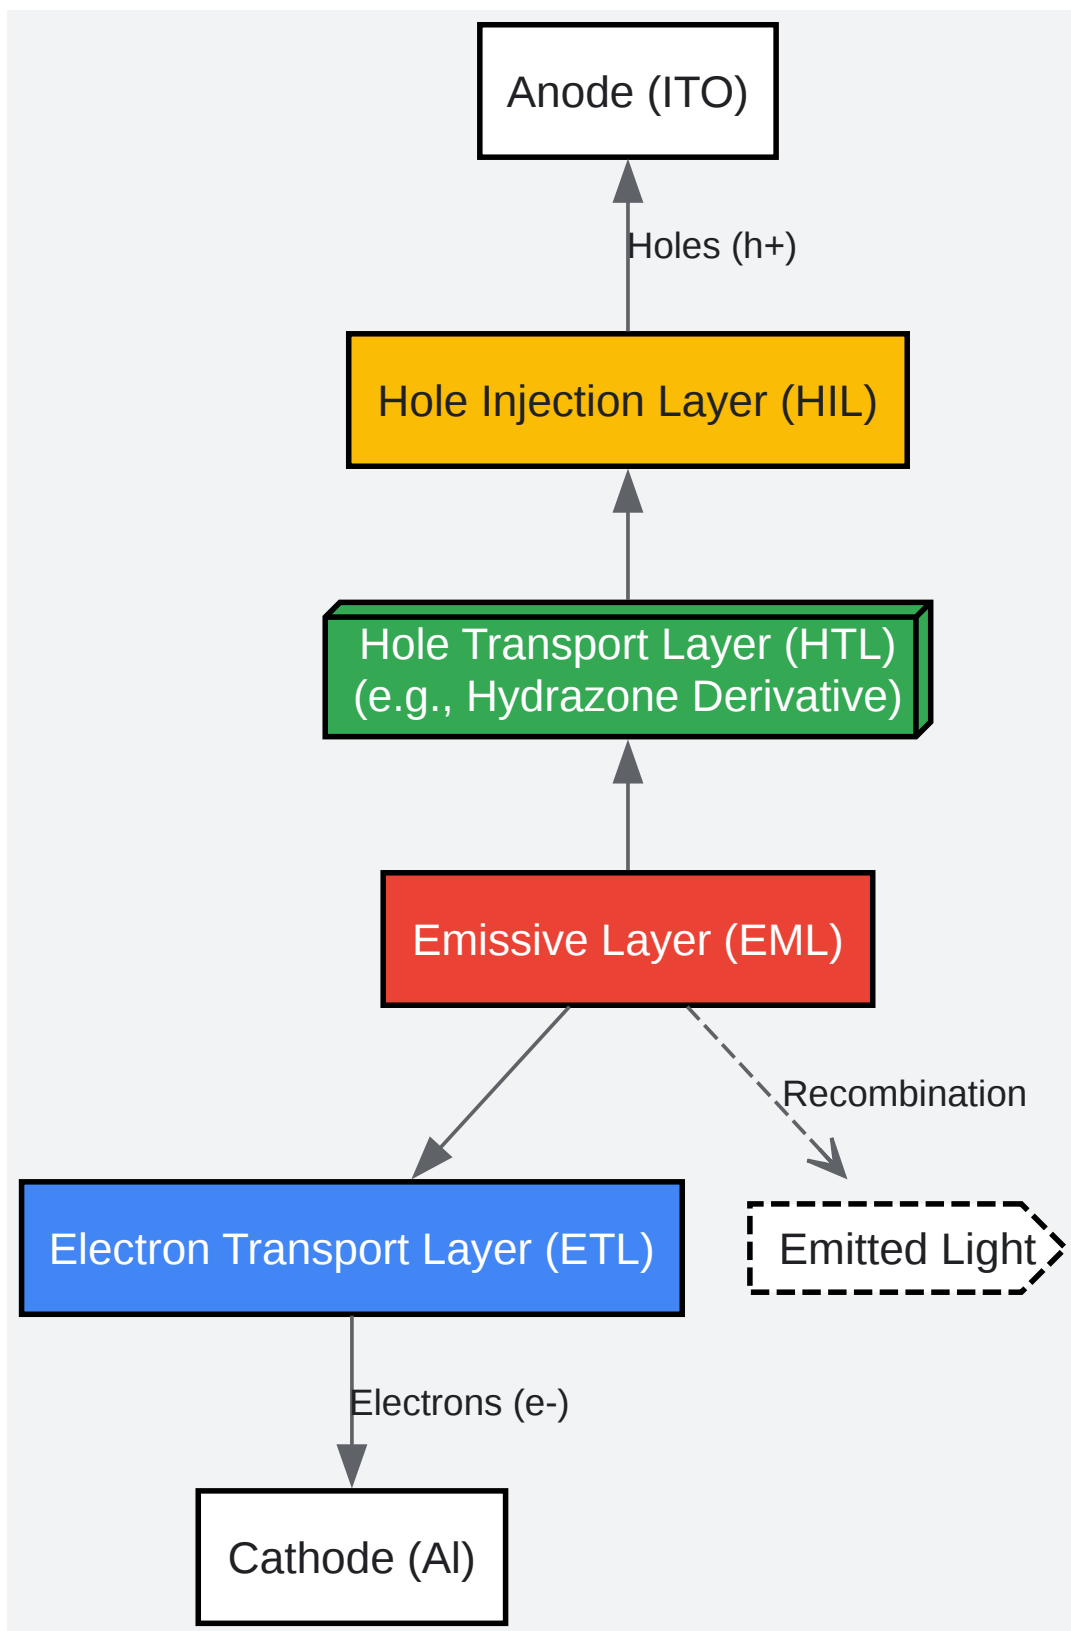 Anode (ITO)
Holes (h+)
Hole Injection Layer (HIL)
Hole Transport Layer (HTL)
(e.g., Hydrazone Derivative)
Emissive Layer (EML)
Recombination
Electron Transport Layer (ETL)
Emitted Light
Electrons (e-)
Cathode (Al)